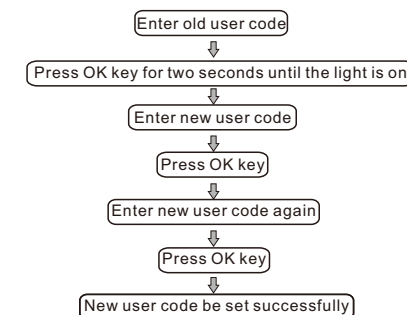 Enter old user code
Press OK key for two seconds until the light is on
Enter new user code
Press OK key
Enter new user code again
Press OK key
New user code be set successfully